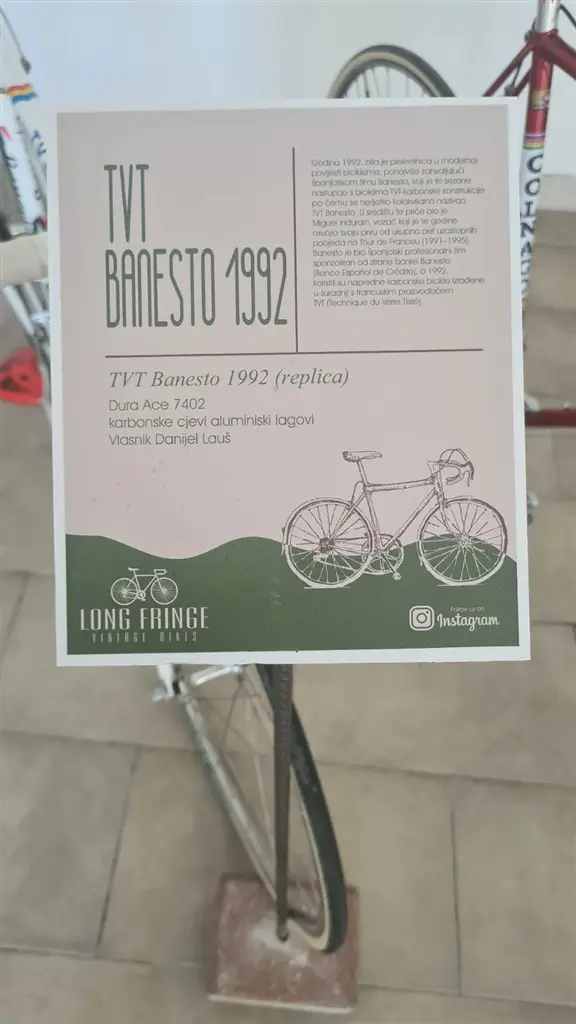 TVT
BANESTO 1992
Godina 1992. bila je prekretnica u modernoj
povijesti biciklizma, ponajviše zahvaljujući
španjolskom timu Banesto, koji je te sezone
nastupao s biciklima TVT-karbonske konstrukcije
po čemu se nerijetko kolokvijalno nazivao
TVT Banesto. U središtu te priče bio je
Miguel Indurain, vozač koji je te godine
osvojio svoju prvu od ukupno pet uzastopnih
pobjeda na Tour de Franceu (1991–1995).
Banesto je bio španjolski profesionalni tim
sponzoriran od strane banke Banesto
(Banco Español de Crédito), a 1992.
koristili su napredne karbonske bicikle izrađene
u suradnji s francuskim proizvođačem
TVT (Technique du Verre Tissé).
TVT Banesto 1992 (replica)
Dura Ace 7402
karbonske cjevi aluminiski lagovi
Vlasnik Danijel Lauš
LONG FRINGE
VINTAGE BIKES
Follow us on
Instagram